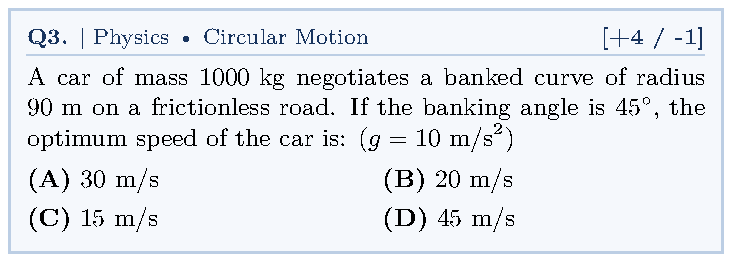 Q3. | Physics • Circular Motion [+4 / -1]
A car of mass 1000 kg negotiates a banked curve of radius
90 m on a frictionless road. If the banking angle is 45°, the
optimum speed of the car is: (g = 10 m/s²)
(A) 30 m/s (B) 20 m/s
(C) 15 m/s (D) 45 m/s